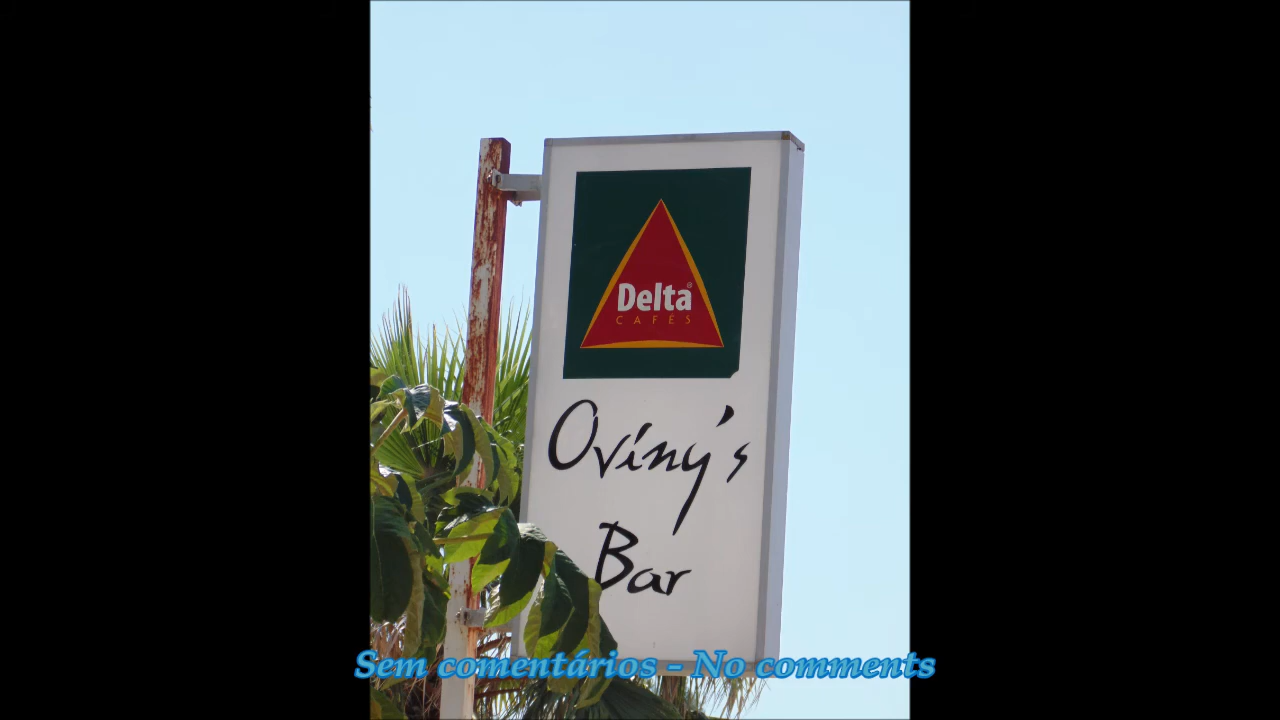 Delta®
CAFÉS
Oviny's
Bar
Sem comentários - No comments